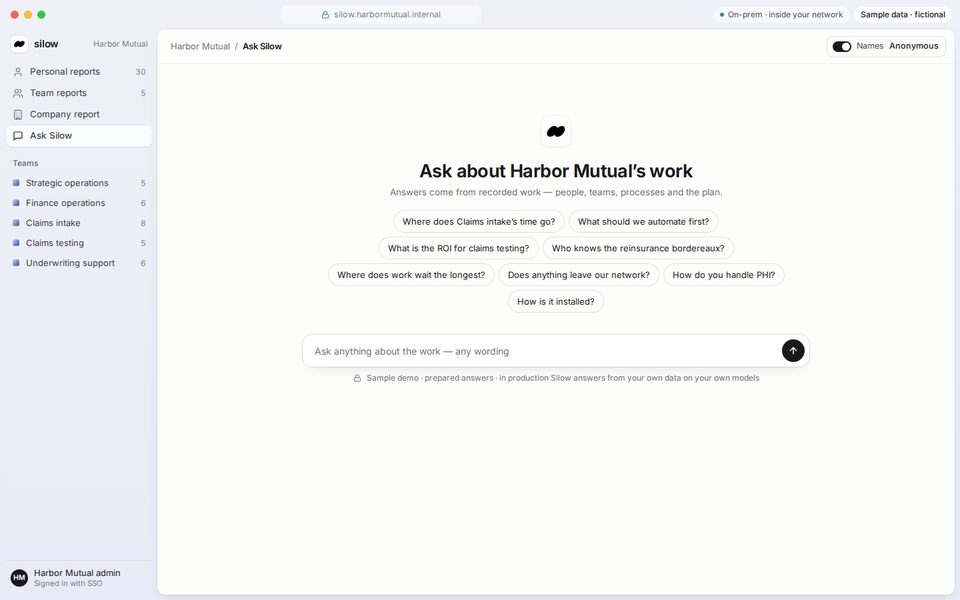 silow.harbormutual.internal
On-prem · inside your network
Sample data · fictional
silow
Harbor Mutual
Personal reports 30
Team reports 5
Company report
Ask Silow
Teams
Strategic operations 5
Finance operations 6
Claims intake 8
Claims testing 5
Underwriting support 6
HM
Harbor Mutual admin
Signed in with SSO
Harbor Mutual / Ask Silow
Names Anonymous
Ask about Harbor Mutual’s work
Answers come from recorded work — people, teams, processes and the plan.
Where does Claims intake’s time go? What should we automate first?
What is the ROI for claims testing? Who knows the reinsurance bordereaux?
Where does work wait the longest? Does anything leave our network? How do you handle PHI?
How is it installed?
Ask anything about the work — any wording
Sample demo · prepared answers · in production Silow answers from your own data on your own models